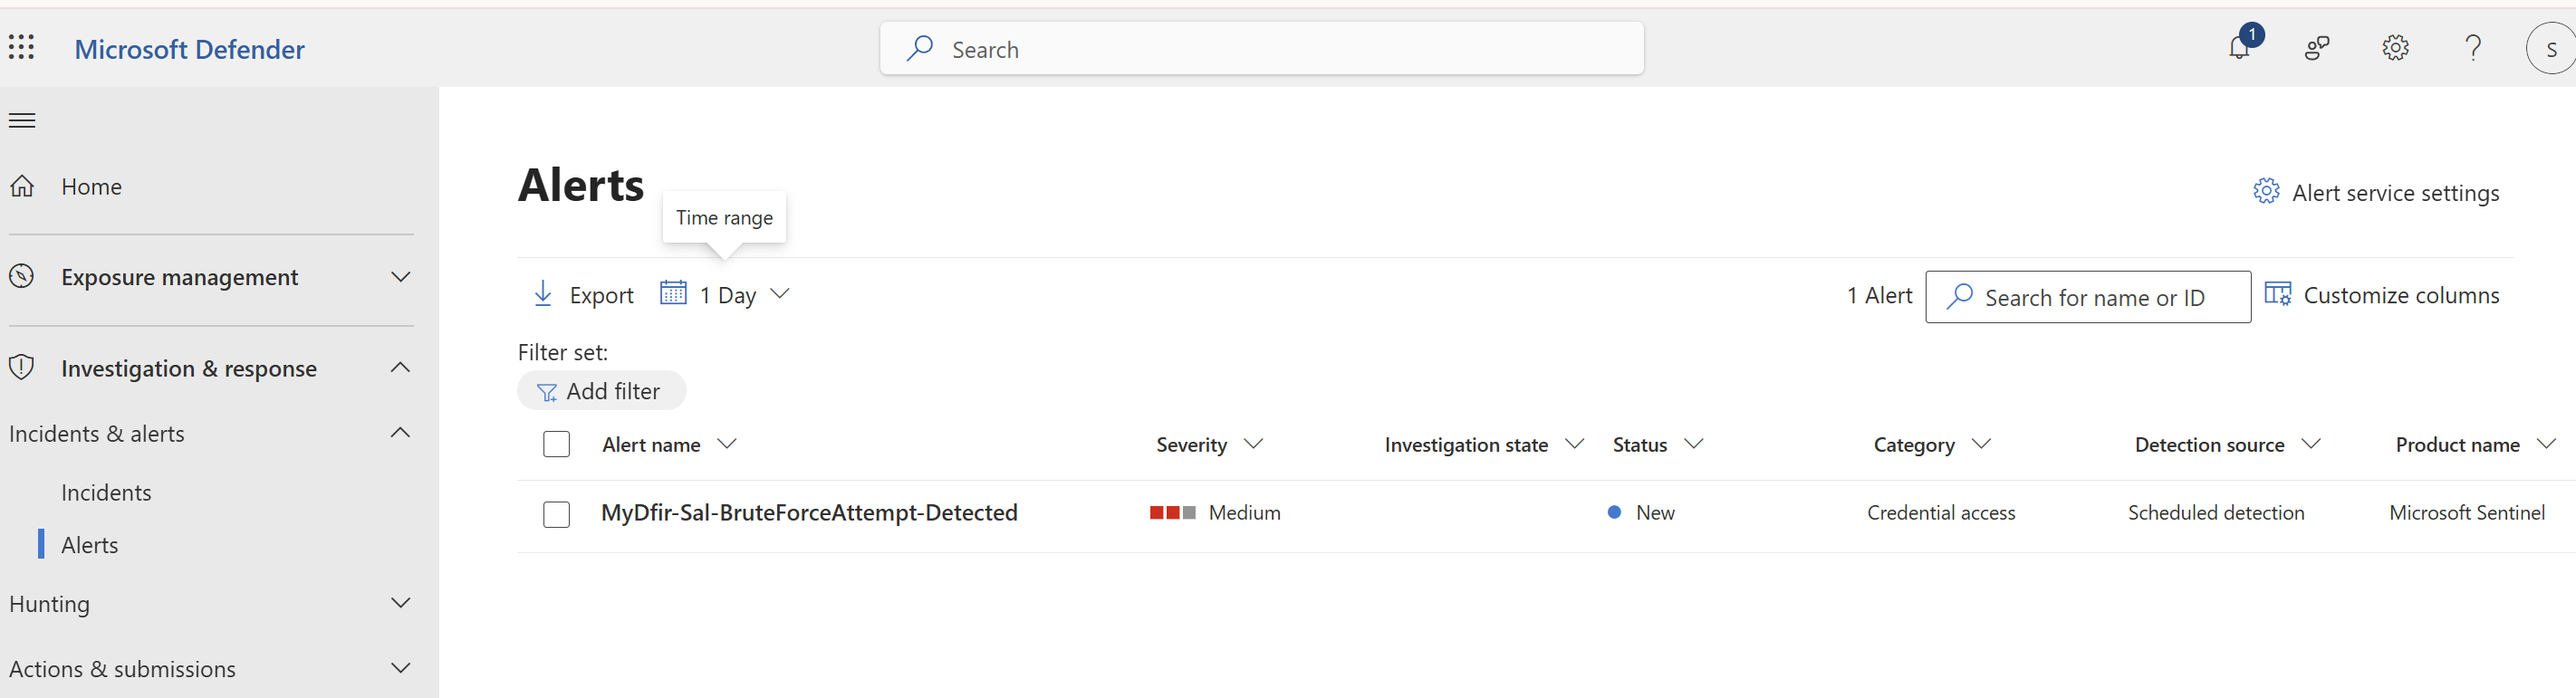 Microsoft Defender
Search
1
?
S
Home
Exposure management
Investigation & response
Incidents & alerts
Incidents
Alerts
Hunting
Actions & submissions
Alerts
Time range
Alert service settings
Export 1 Day
1 Alert Search for name or ID Customize columns
Filter set:
Add filter
Alert name Severity Investigation state Status Category Detection source Product name
MyDfir-Sal-BruteForceAttempt-Detected Medium New Credential access Scheduled detection Microsoft Sentinel